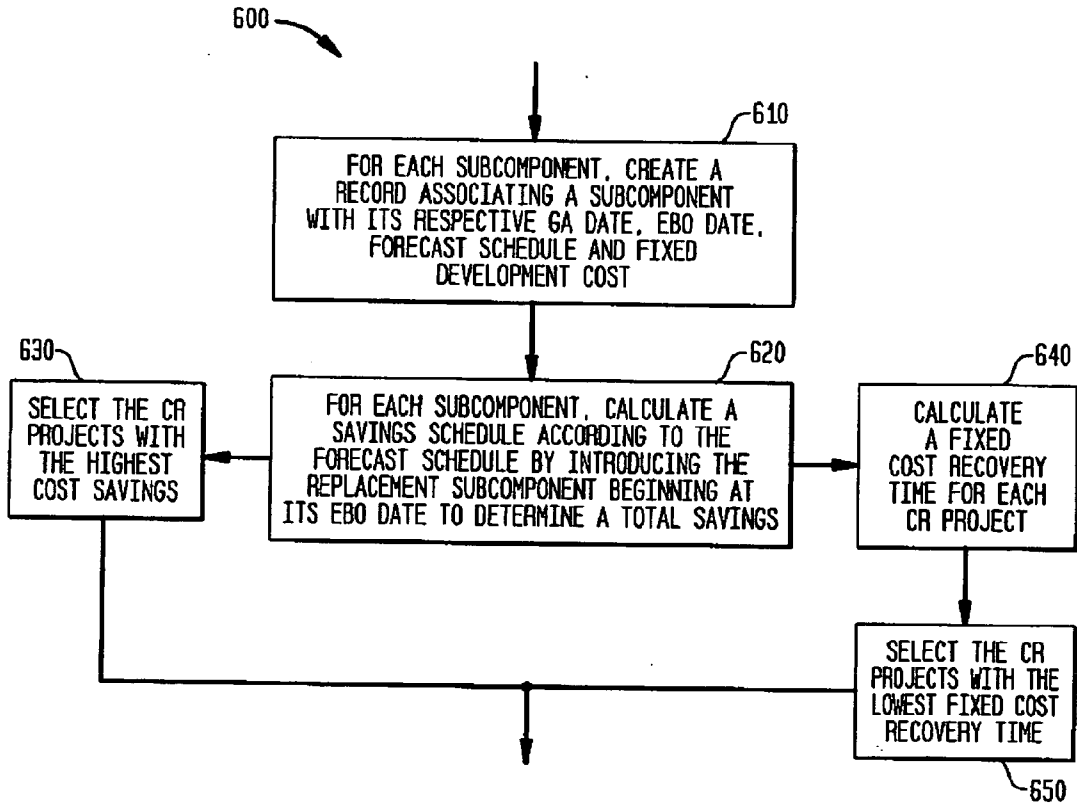 600
610
FOR EACH SUBCOMPONENT, CREATE A
RECORD ASSOCIATING A SUBCOMPONENT
WITH ITS RESPECTIVE GA DATE, EBO DATE,
FORECAST SCHEDULE AND FIXED
DEVELOPMENT COST
630
SELECT THE CR
PROJECTS WITH
THE HIGHEST
COST SAVINGS
620
FOR EACH SUBCOMPONENT, CALCULATE A
SAVINGS SCHEDULE ACCORDING TO THE
FORECAST SCHEDULE BY INTRODUCING THE
REPLACEMENT SUBCOMPONENT BEGINNING AT
ITS EBO DATE TO DETERMINE A TOTAL SAVINGS
640
CALCULATE
A FIXED
COST RECOVERY
TIME FOR EACH
CR PROJECT
SELECT THE CR
PROJECTS WITH THE
LOWEST FIXED COST
RECOVERY TIME
650